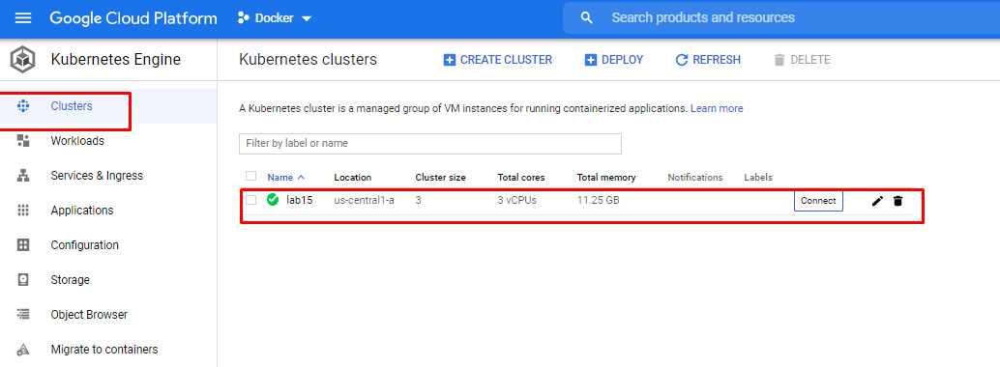 Google Cloud Platform Docker Search products and resources
Kubernetes Engine
Kubernetes clusters CREATE CLUSTER DEPLOY REFRESH DELETE
Clusters
Workloads
Services & Ingress
Applications
Configuration
Storage
Object Browser
Migrate to containers
A Kubernetes cluster is a managed group of VM instances for running containerized applications. Learn more
Filter by label or name
Name Location Cluster size Total cores Total memory Notifications Labels
lab15 us-central1-a 3 3 vCPUs 11.25 GB Connect